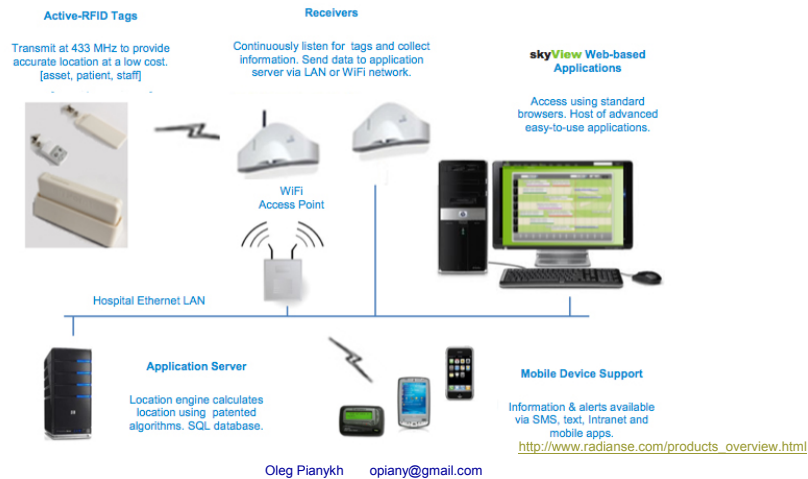 Active-RFID Tags
Transmit at 433 MHz to provide
accurate location at a low cost.
[asset, patient, staff]
Receivers
Continuously listen for tags and collect
information. Send data to application
server via LAN or WiFi network.
skyView Web-based
Applications
Access using standard
browsers. Host of advanced
easy-to-use applications.
WiFi
Access Point
Hospital Ethernet LAN
Application Server
Location engine calculates
location using patented
algorithms. SQL database.
Mobile Device Support
Information & alerts available
via SMS, text, Intranet and
mobile apps.
http://www.radianse.com/products_overview.html
Oleg Pianykh opiany@gmail.com